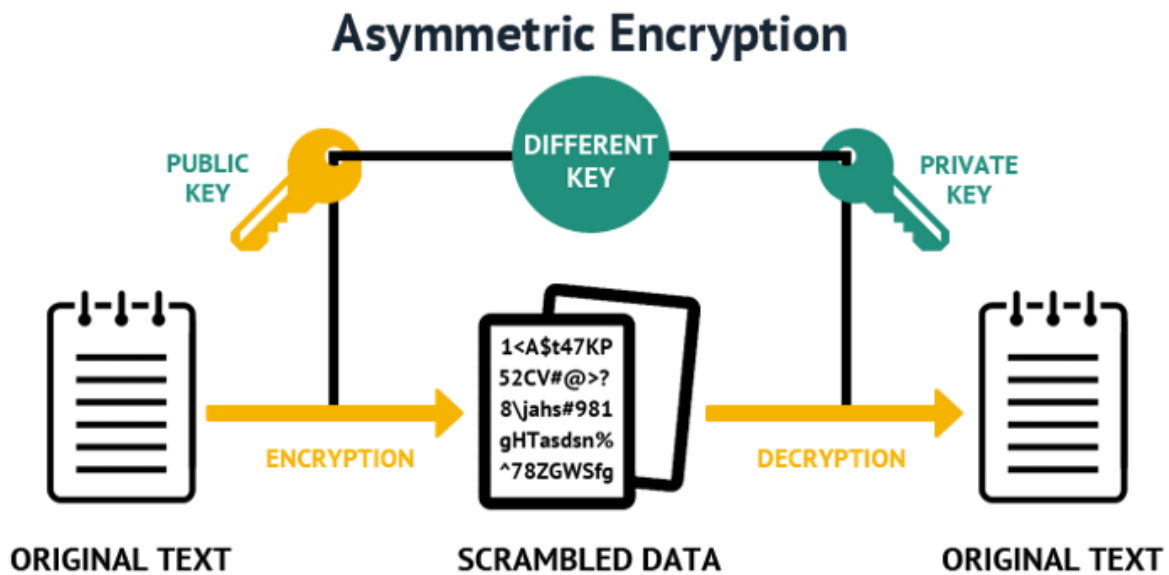 Asymmetric Encryption
PUBLIC
KEY
DIFFERENT
KEY
PRIVATE
KEY
1<A$t47KP
52CV#@>?
8\jahs#981
gHTasdsn%
^78ZGWSfg
ENCRYPTION
DECRYPTION
ORIGINAL TEXT
SCRAMBLED DATA
ORIGINAL TEXT